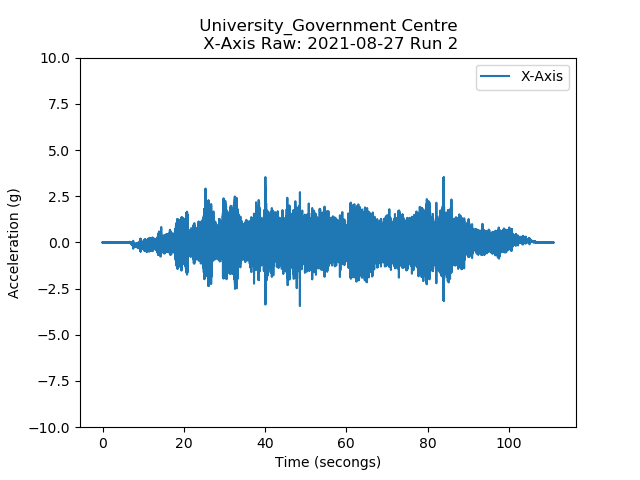 University_Government Centre
X-Axis Raw: 2021-08-27 Run 2
X-Axis
10.0
7.5
5.0
2.5
0.0
−2.5
−5.0
−7.5
−10.0
Acceleration (g)
0 20 40 60 80 100
Time (secongs)